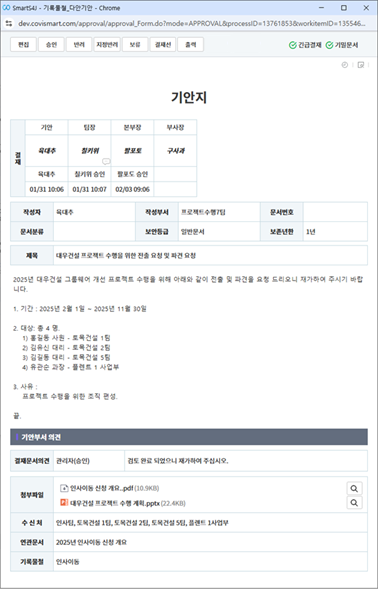 SmartS4J - 기록물철_다안기안 - Chrome
dev.covismart.com/approval/approval_Form.do?mode=APPROVAL&processID=13761853&workitemID=135546...
편집 승인 반려 지정반려 보류 결재선 출력 긴급결재 기밀문서
기안지
결재 기안 팀장 본부장 부사장
육대추 칠키위 팔포도 구사과
육대추 칠키위 승인 팔포도 승인
01/31 10:06 01/31 10:07 02/03 09:06
작성자 육대추 작성부서 프로젝트수행7팀 문서번호
문서분류 보안등급 일반문서 보존년한 1년
제목 대우건설 프로젝트 수행을 위한 전출 요청 및 파견 요청
2025년 대우건설 그룹웨어 개선 프로젝트 수행을 위해 아래와 같이 전출 및 파견을 요청 드리오니 재가하여 주시기 바랍
니다.
1. 기간 : 2025년 2월 1일 ~ 2025년 11월 30일
2. 대상: 총 4 명.
1) 홍길동 사원 - 토목건설 1팀
2) 김유신 대리 - 토목건설 2팀
3) 김길동 대리 - 토목건설 5팀
4) 유관순 과장 - 플랜트 1 사업부
3. 사유 :
프로젝트 수행을 위한 조직 편성.
끝.
기안부서 의견
결재문서의견 관리자(승인) 검토 완료 되었으니 재가하여 주십시오.
첨부파일 인사이동 신청 개요..pdf (10.9KB)
대우건설 프로젝트 수행 계획.pptx (22.4KB)
수 신 처 인사팀, 토목건설 1팀, 토목건설 2팀, 토목건설 5팀, 플랜트 1사업부
연관문서 2025년 인사이동 신청 개요
기록물철 인사이동